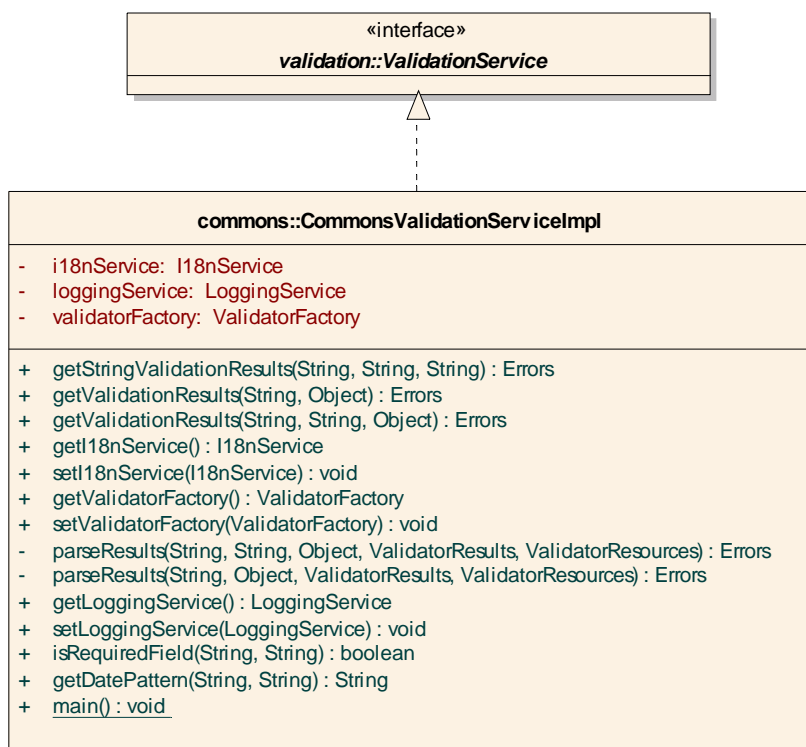 «interface»
validation::ValidationService
commons::CommonsValidationServiceImpl
- i18nService: I18nService
- loggingService: LoggingService
- validatorFactory: ValidatorFactory
+ getStringValidationResults(String, String, String) : Errors
+ getValidationResults(String, Object) : Errors
+ getValidationResults(String, String, Object) : Errors
+ getI18nService() : I18nService
+ setI18nService(I18nService) : void
+ getValidatorFactory() : ValidatorFactory
+ setValidatorFactory(ValidatorFactory) : void
- parseResults(String, String, Object, ValidatorResults, ValidatorResources) : Errors
- parseResults(String, Object, ValidatorResults, ValidatorResources) : Errors
+ getLoggingService() : LoggingService
+ setLoggingService(LoggingService) : void
+ isRequiredField(String, String) : boolean
+ getDatePattern(String, String) : String
+ main() : void